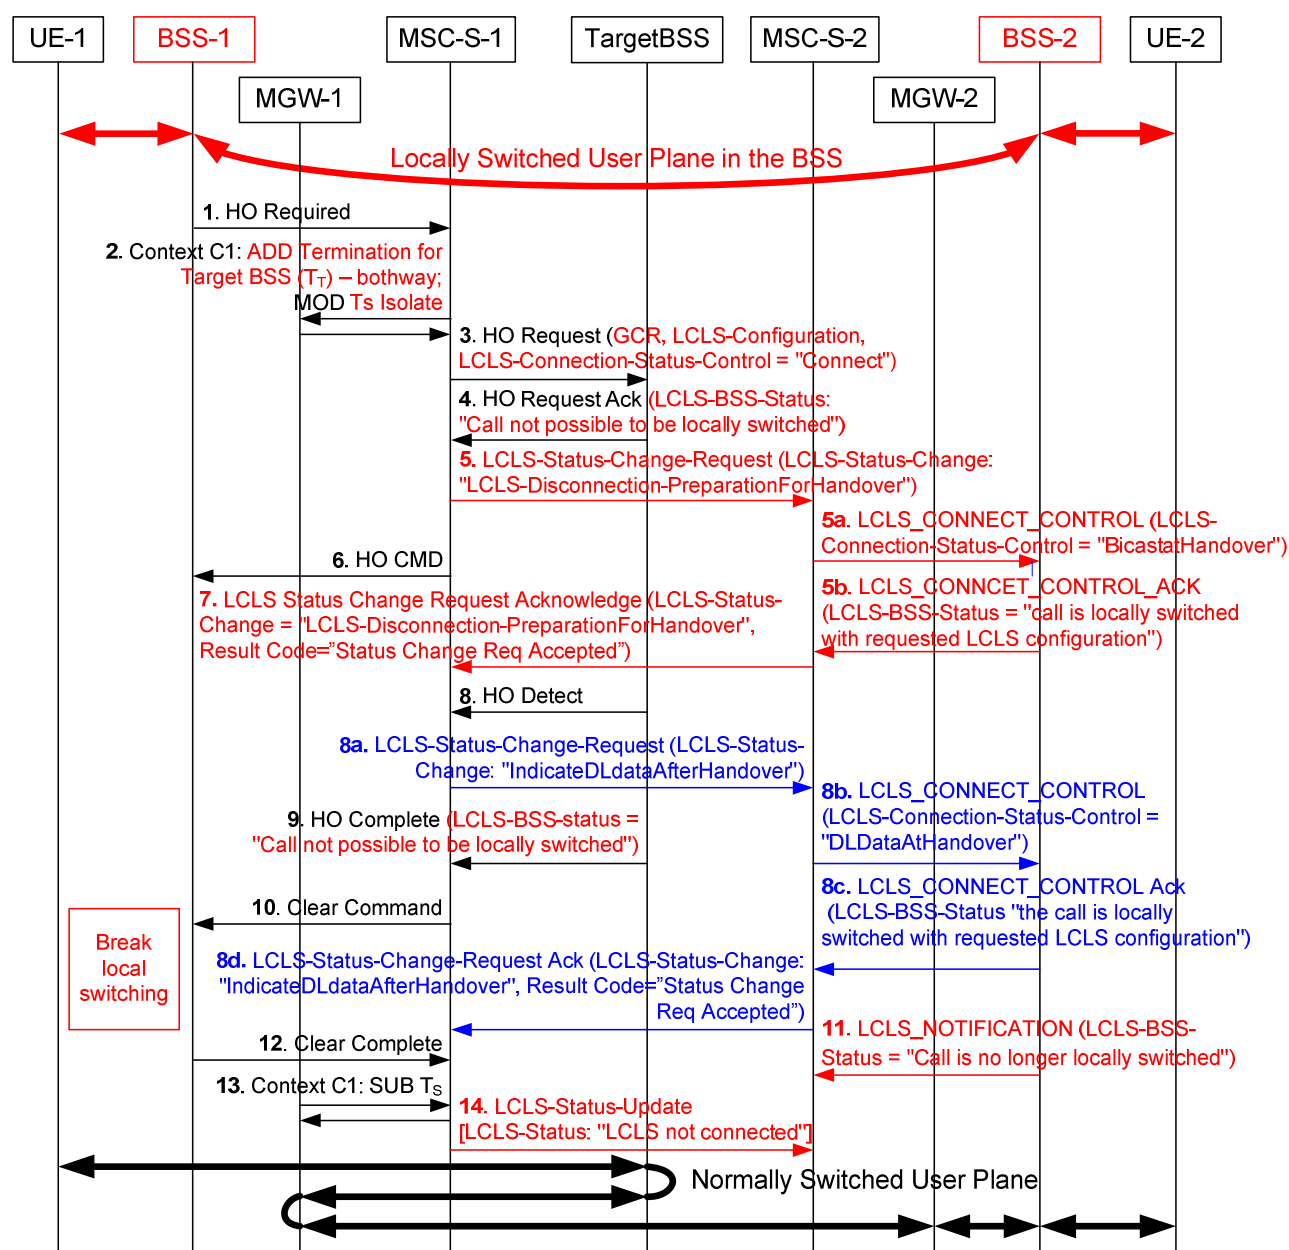 UE-1
BSS-1
MSC-S-1
TargetBSS
MSC-S-2
BSS-2
UE-2
MGW-1
MGW-2
Locally Switched User Plane in the BSS
1. HO Required
2. Context C1: ADD Termination for
Target BSS (TT) – bothway;
MOD Ts Isolate
3. HO Request (GCR, LCLS-Configuration,
LCLS-Connection-Status-Control = "Connect")
4. HO Request Ack (LCLS-BSS-Status:
"Call not possible to be locally switched")
5. LCLS-Status-Change-Request (LCLS-Status-Change:
"LCLS-Disconnection-PreparationForHandover")
5a. LCLS_CONNECT_CONTROL (LCLS-
Connection-Status-Control = "BicastatHandover")
6. HO CMD
5b. LCLS_CONNCET_CONTROL_ACK
(LCLS-BSS-Status = "call is locally switched
with requested LCLS configuration")
7. LCLS Status Change Request Acknowledge (LCLS-Status-
Change = "LCLS-Disconnection-PreparationForHandover",
Result Code=”Status Change Req Accepted”)
8. HO Detect
8a. LCLS-Status-Change-Request (LCLS-Status-
Change: "IndicateDLdataAfterHandover")
8b. LCLS_CONNECT_CONTROL
(LCLS-Connection-Status-Control =
"DLDataAtHandover")
9. HO Complete (LCLS-BSS-status =
"Call not possible to be locally switched")
8c. LCLS_CONNECT_CONTROL Ack
(LCLS-BSS-Status "the call is locally
switched with requested LCLS configuration")
10. Clear Command
Break
local
switching
8d. LCLS-Status-Change-Request Ack (LCLS-Status-Change:
"IndicateDLdataAfterHandover", Result Code=”Status Change
Req Accepted”)
11. LCLS_NOTIFICATION (LCLS-BSS-
Status = "Call is no longer locally switched")
12. Clear Complete
13. Context C1: SUB TS
14. LCLS-Status-Update
[LCLS-Status: "LCLS not connected"]
Normally Switched User Plane